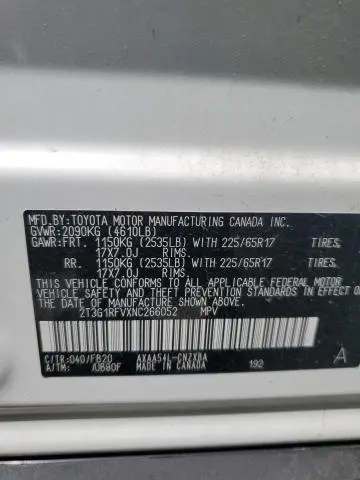 MFD.BY:TOYOTA MOTOR MANUFACTURING CANADA INC.
GVWR:2090KG (4610LB)
GAWR:FRT. 1150KG (2535LB) WITH 225/65R17 TIRES,
17X7.0J RIMS,
RR. 1150KG (2535LB) WITH 225/65R17 TIRES,
17X7.0J RIMS,
THIS VEHICLE CONFORMS TO ALL APPLICABLE FEDERAL MOTOR
VEHICLE SAFETY AND THEFT PREVENTION STANDARDS IN EFFECT ON
THE DATE OF MANUFACTURE SHOWN ABOVE.
2T3G1RFVXNC266052 MPV
C/TR:040/FB20 AXAA54L-CNZXBA 192 A
A/TM: /UB80F MADE IN CANADA